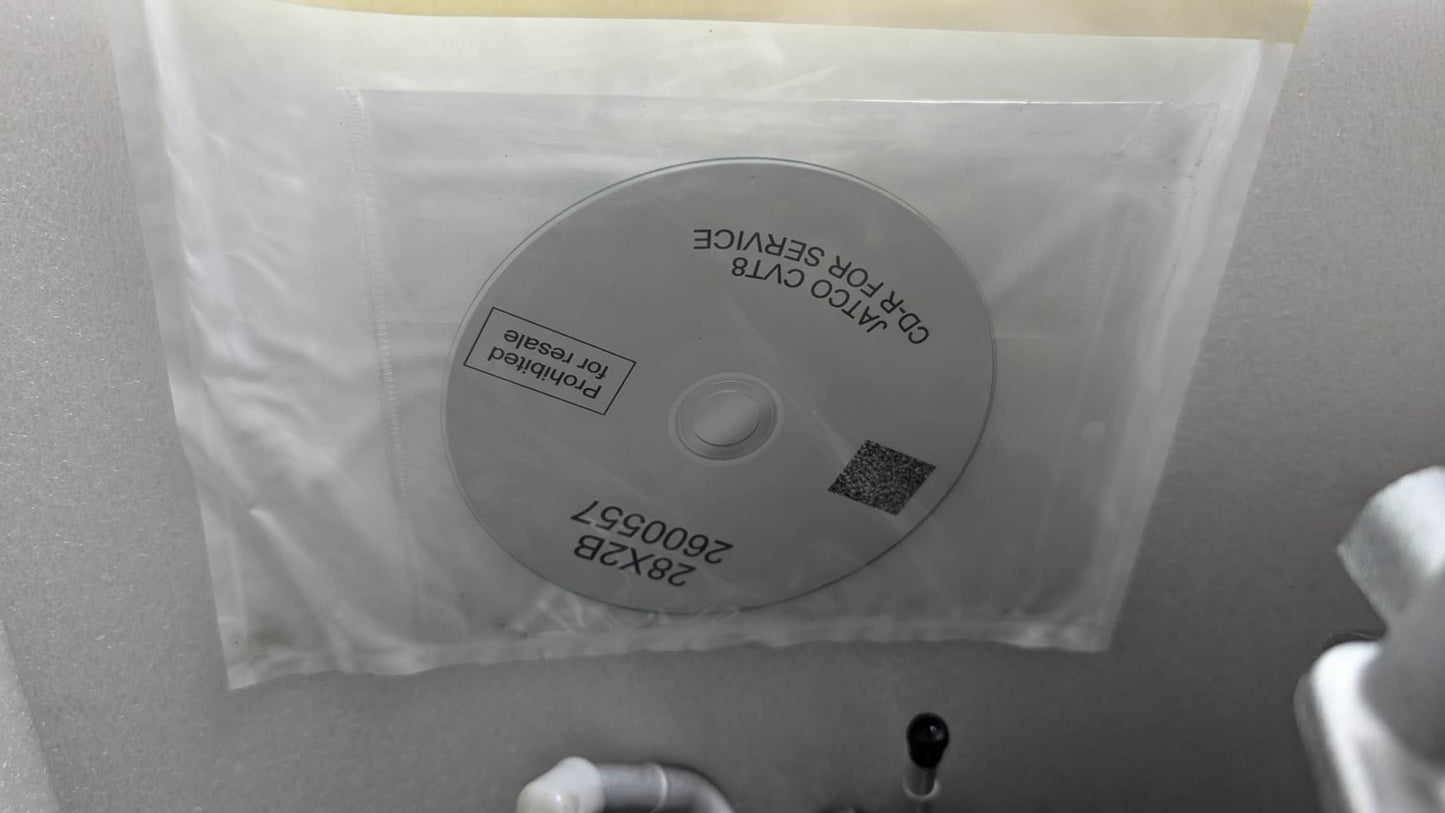 JATCO CVT8
CD-R FOR SERVICE
Prohibited
for resale
28X2B
2600557